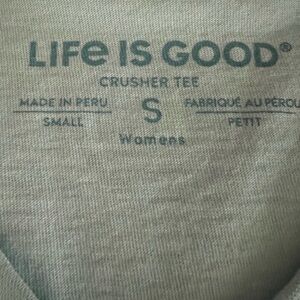 LIFE IS GOOD®
CRUSHER TEE
MADE IN PERU S FABRIQUÉ AU PÉROU
SMALL PETIT
Womens